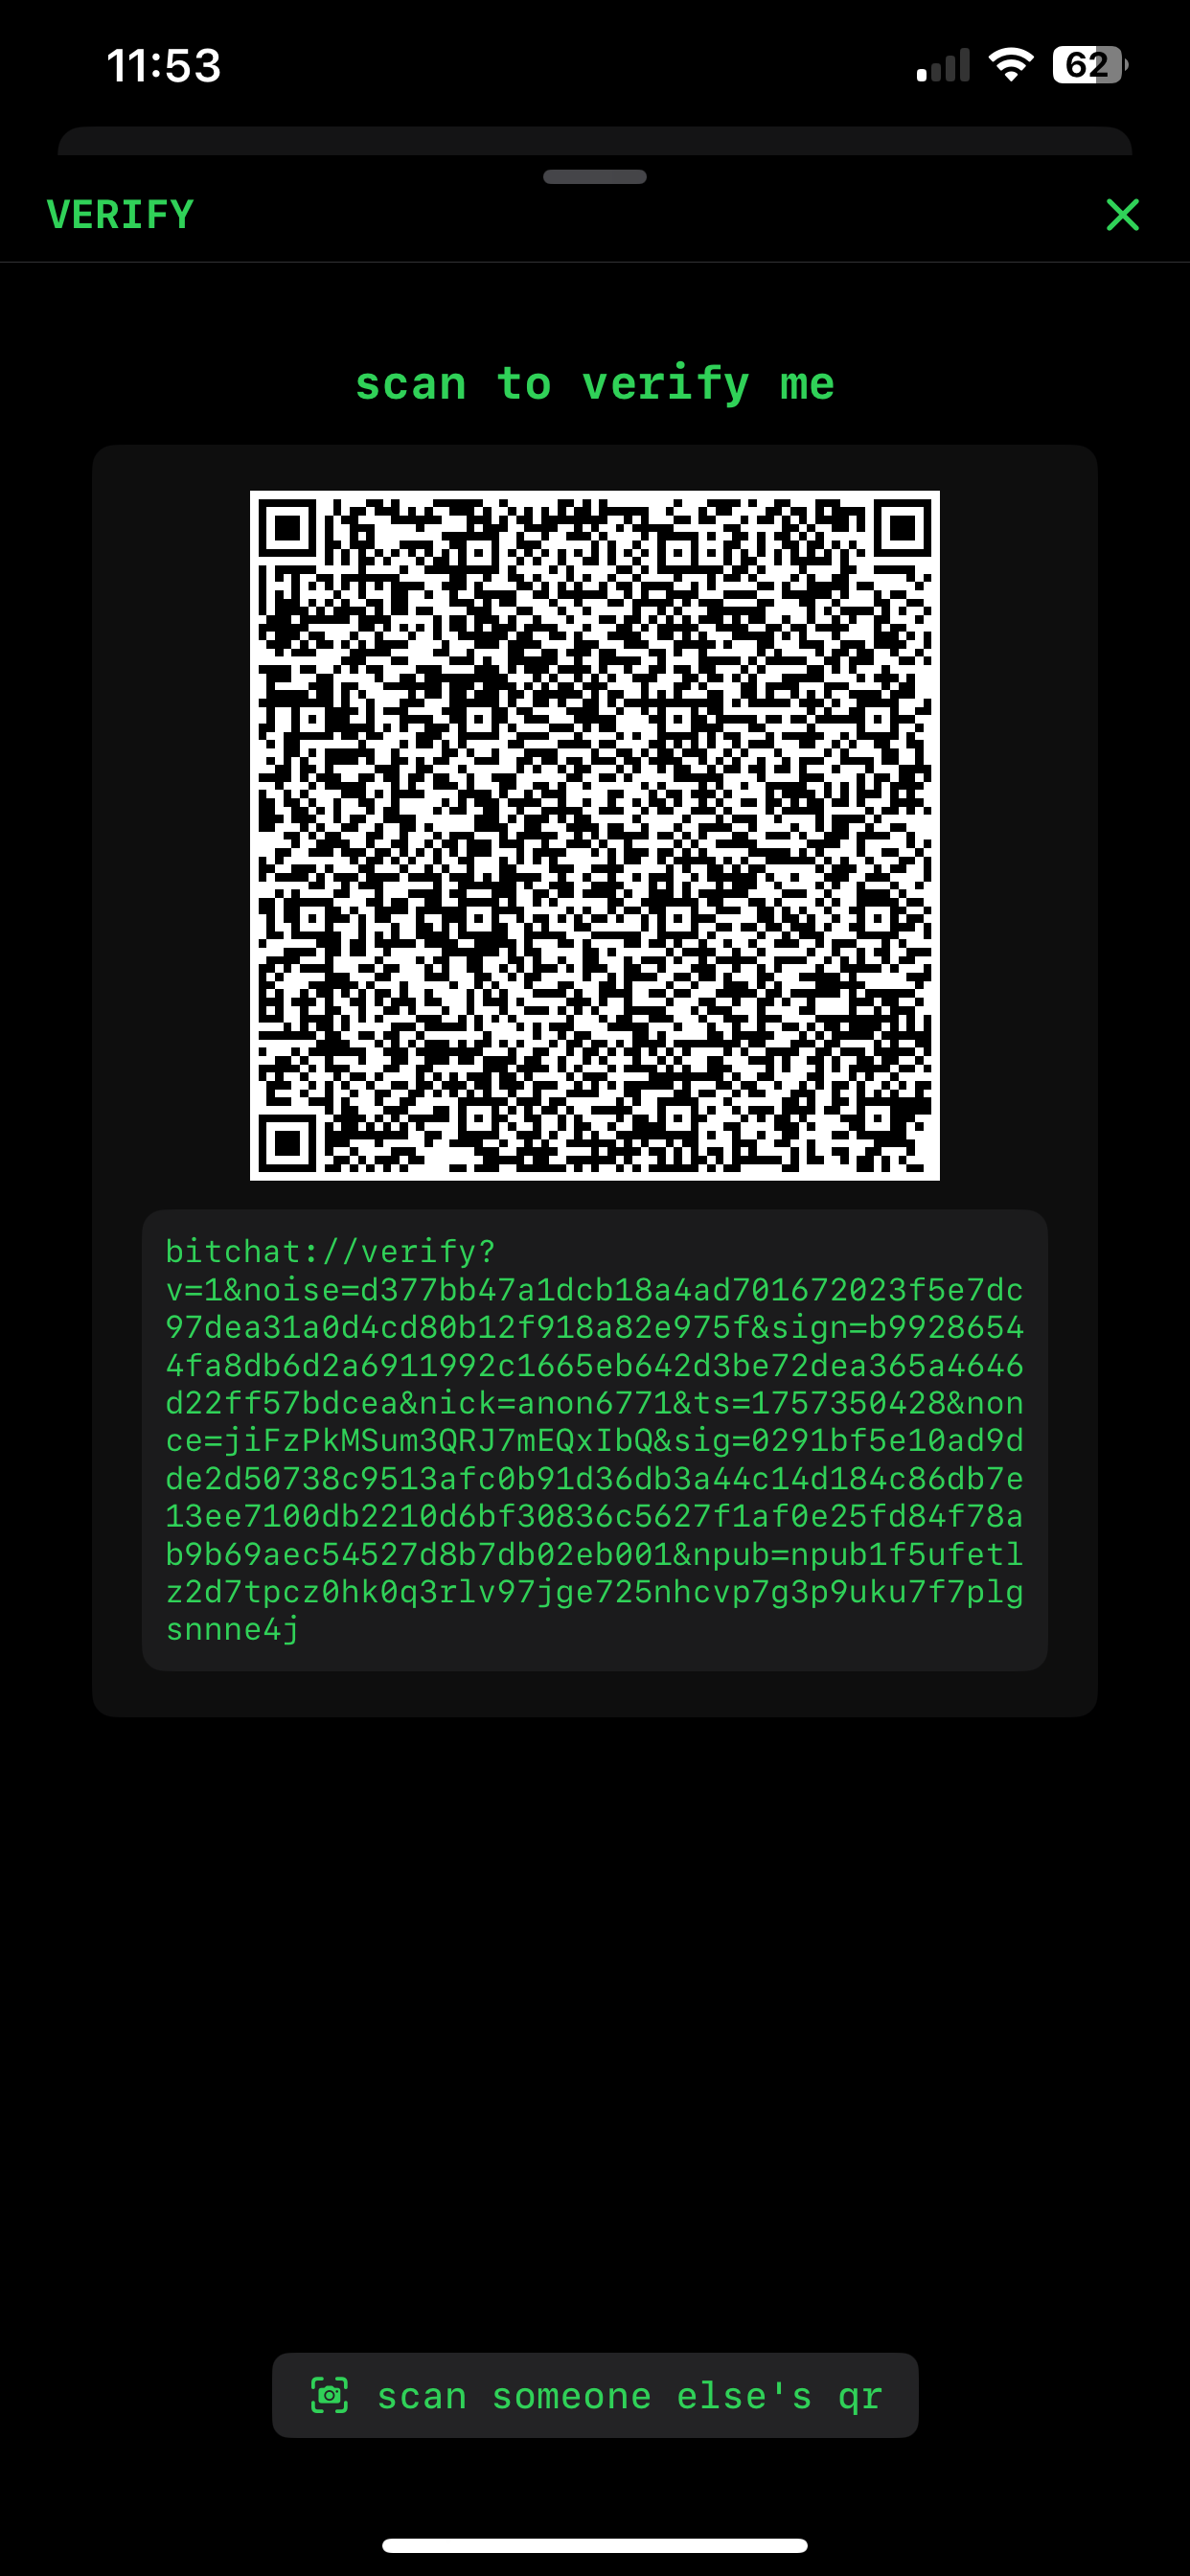 11:53
62
VERIFY
scan to verify me
bitchat://verify?
v=1&noise=d377bb47a1dcb18a4ad701672023f5e7dc
97dea31a0d4cd80b12f918a82e975f&sign=b9928654
4fa8db6d2a6911992c1665eb642d3be72dea365a4646
d22ff57bdcea&nick=anon6771&ts=1757350428&non
ce=jiFzPkMSum3QRJ7mEQxIbQ&sig=0291bf5e10ad9d
de2d50738c9513afc0b91d36db3a44c14d184c86db7e
13ee7100db2210d6bf30836c5627f1af0e25fd84f78a
b9b69aec54527d8b7db02eb001&npub=npub1f5ufetl
z2d7tpcz0hk0q3rlv97jge725nhcvp7g3p9uku7f7plg
snnne4j
scan someone else's qr